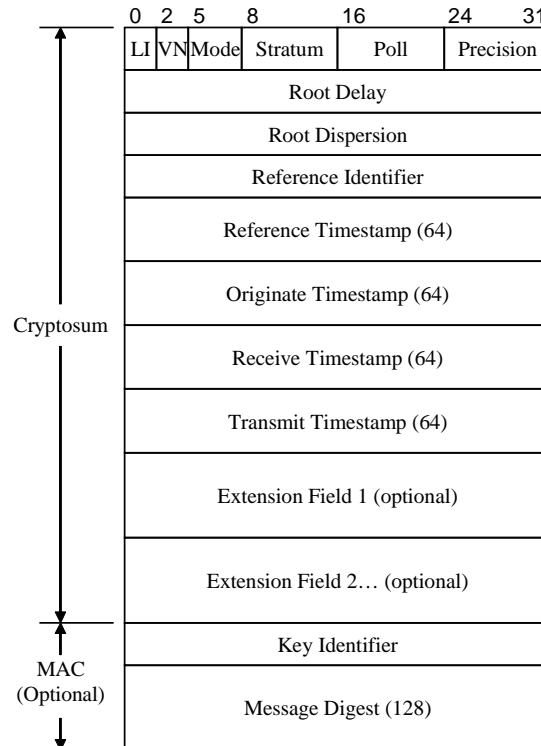 0 2 5 8 16 24 31
LI VN Mode Stratum Poll Precision
Root Delay
Root Dispersion
Reference Identifier
Reference Timestamp (64)
Originate Timestamp (64)
Cryptosum
Receive Timestamp (64)
Transmit Timestamp (64)
Extension Field 1 (optional)
Extension Field 2… (optional)
Key Identifier
MAC
(Optional)
Message Digest (128)